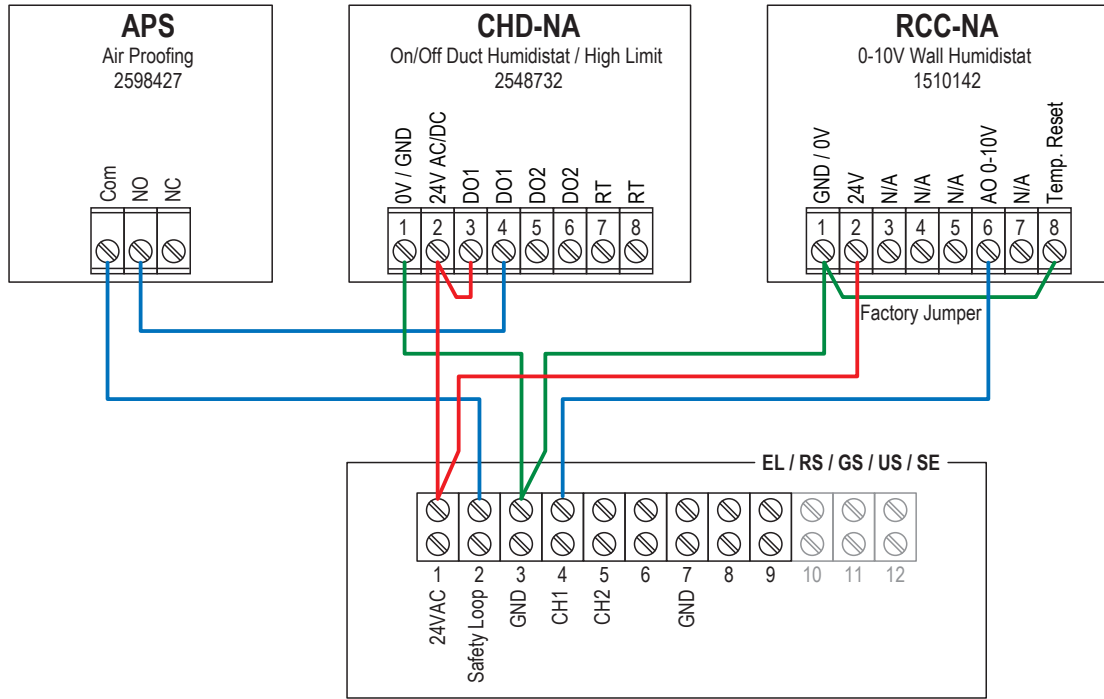 APS
Air Proofing
2598427
Com
NO
NC
CHD-NA
On/Off Duct Humidistat / High Limit
2548732
0V / GND
24V AC/DC
DO1
DO1
DO2
DO2
RT
RT
1 2 3 4 5 6 7 8
RCC-NA
0-10V Wall Humidistat
1510142
GND / 0V
24V
N/A
N/A
N/A
AO 0-10V
N/A
Temp. Reset
1 2 3 4 5 6 7 8
Factory Jumper
EL / RS / GS / US / SE
1 2 3 4 5 6 7 8 9 10 11 12
24VAC
Safety Loop
GND
CH1
CH2
GND